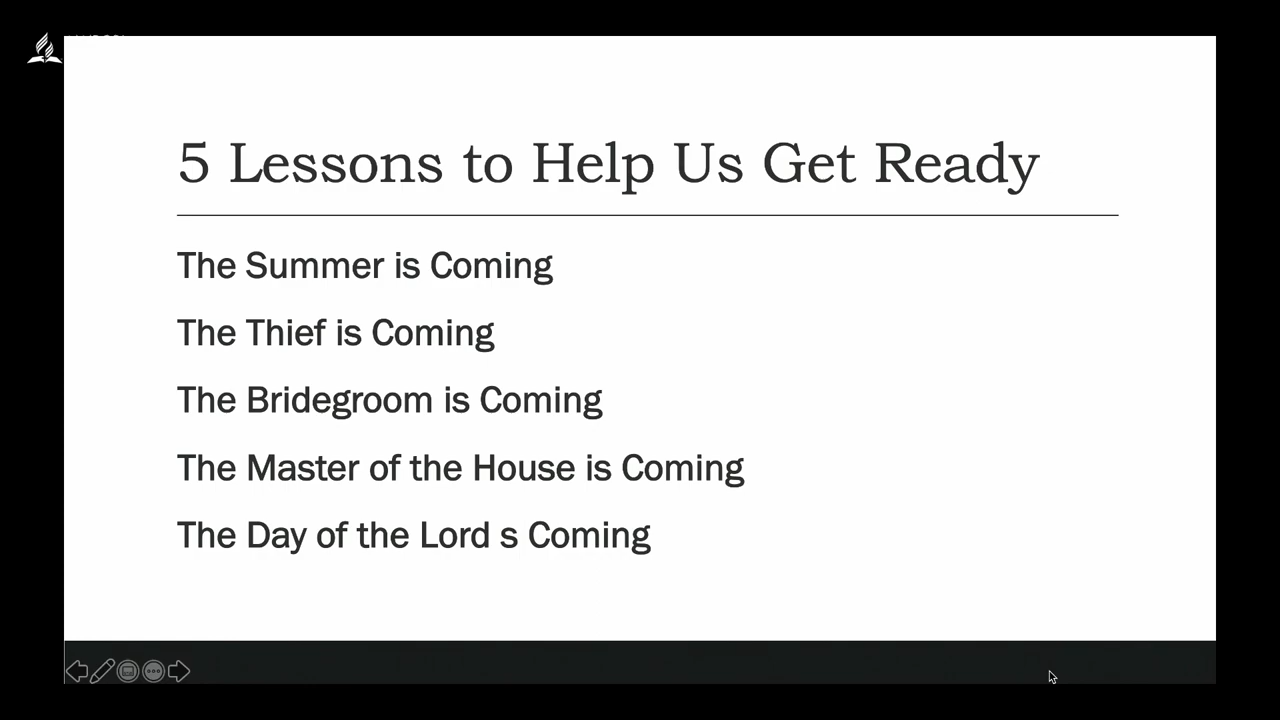 5 Lessons to Help Us Get Ready
The Summer is Coming
The Thief is Coming
The Bridegroom is Coming
The Master of the House is Coming
The Day of the Lord s Coming